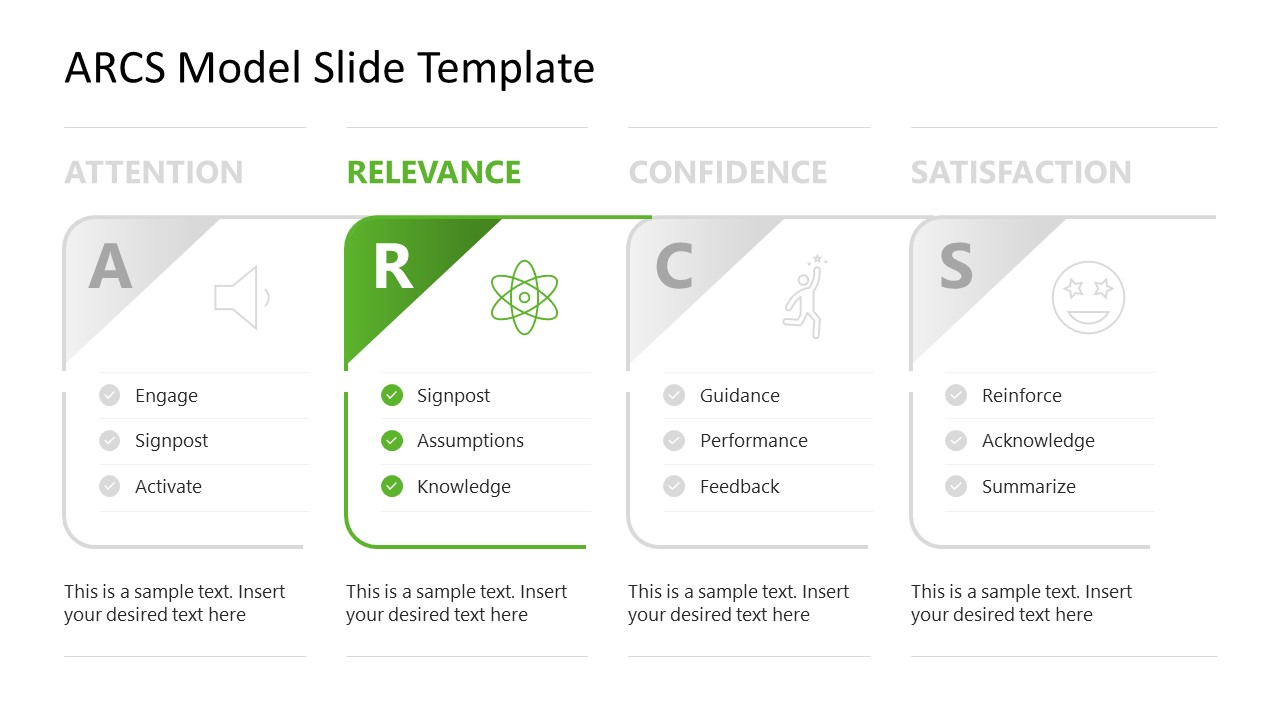 ARCS Model Slide Template
ATTENTION
A
Engage
Signpost
Activate
This is a sample text. Insert
your desired text here
RELEVANCE
R
Signpost
Assumptions
Knowledge
This is a sample text. Insert
your desired text here
CONFIDENCE
C
Guidance
Performance
Feedback
This is a sample text. Insert
your desired text here
SATISFACTION
S
Reinforce
Acknowledge
Summarize
This is a sample text. Insert
your desired text here